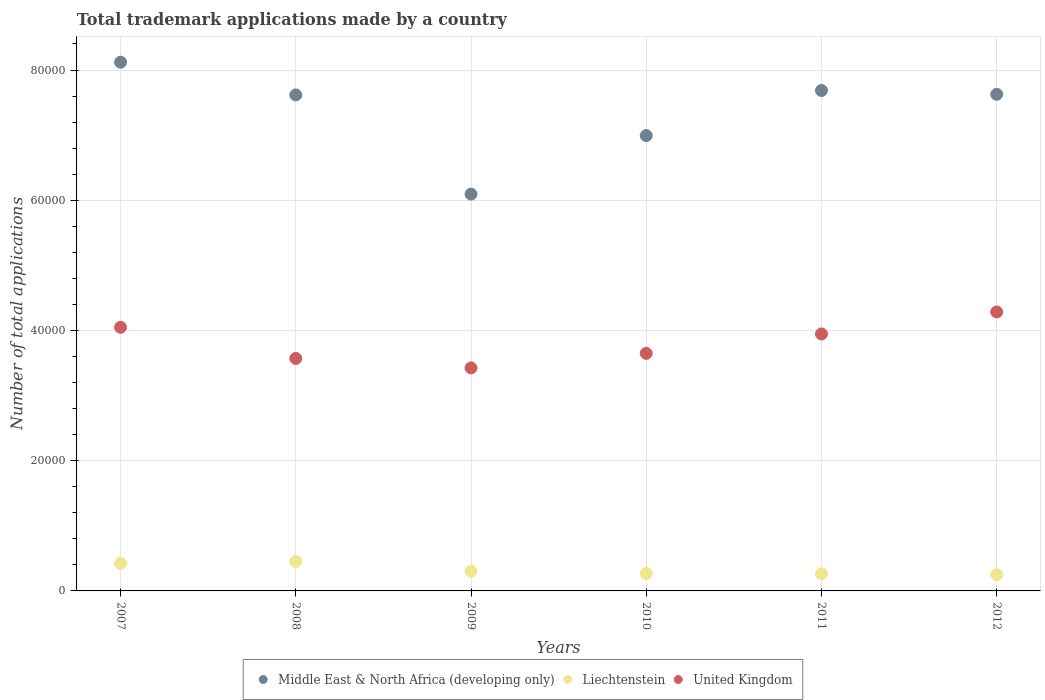 Total trademark applications made by a country
Number of total applications
80000
60000
40000
20000
0
2007
2008
2009
2010
2011
2012
Years
Middle East & North Africa (developing only)
Liechtenstein
United Kingdom